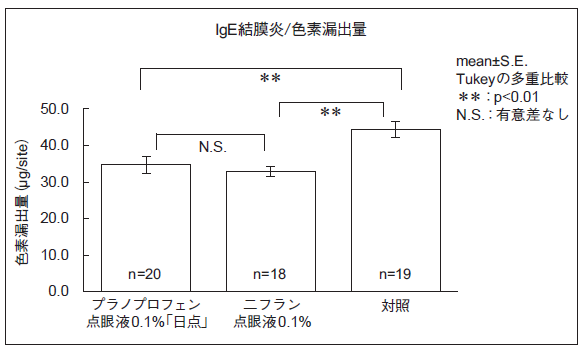 IgE結膜炎/色素漏出量
mean±S.E.
Tukeyの多重比較
＊＊：p<0.01
N.S.：有意差なし
＊＊
＊＊
N.S.
色素漏出量(μg/site)
50.0
40.0
30.0
20.0
10.0
0.0
n=20
n=18
n=19
プラノプロフェン
点眼液0.1%「日点」
ニフラン
点眼液0.1%
対照